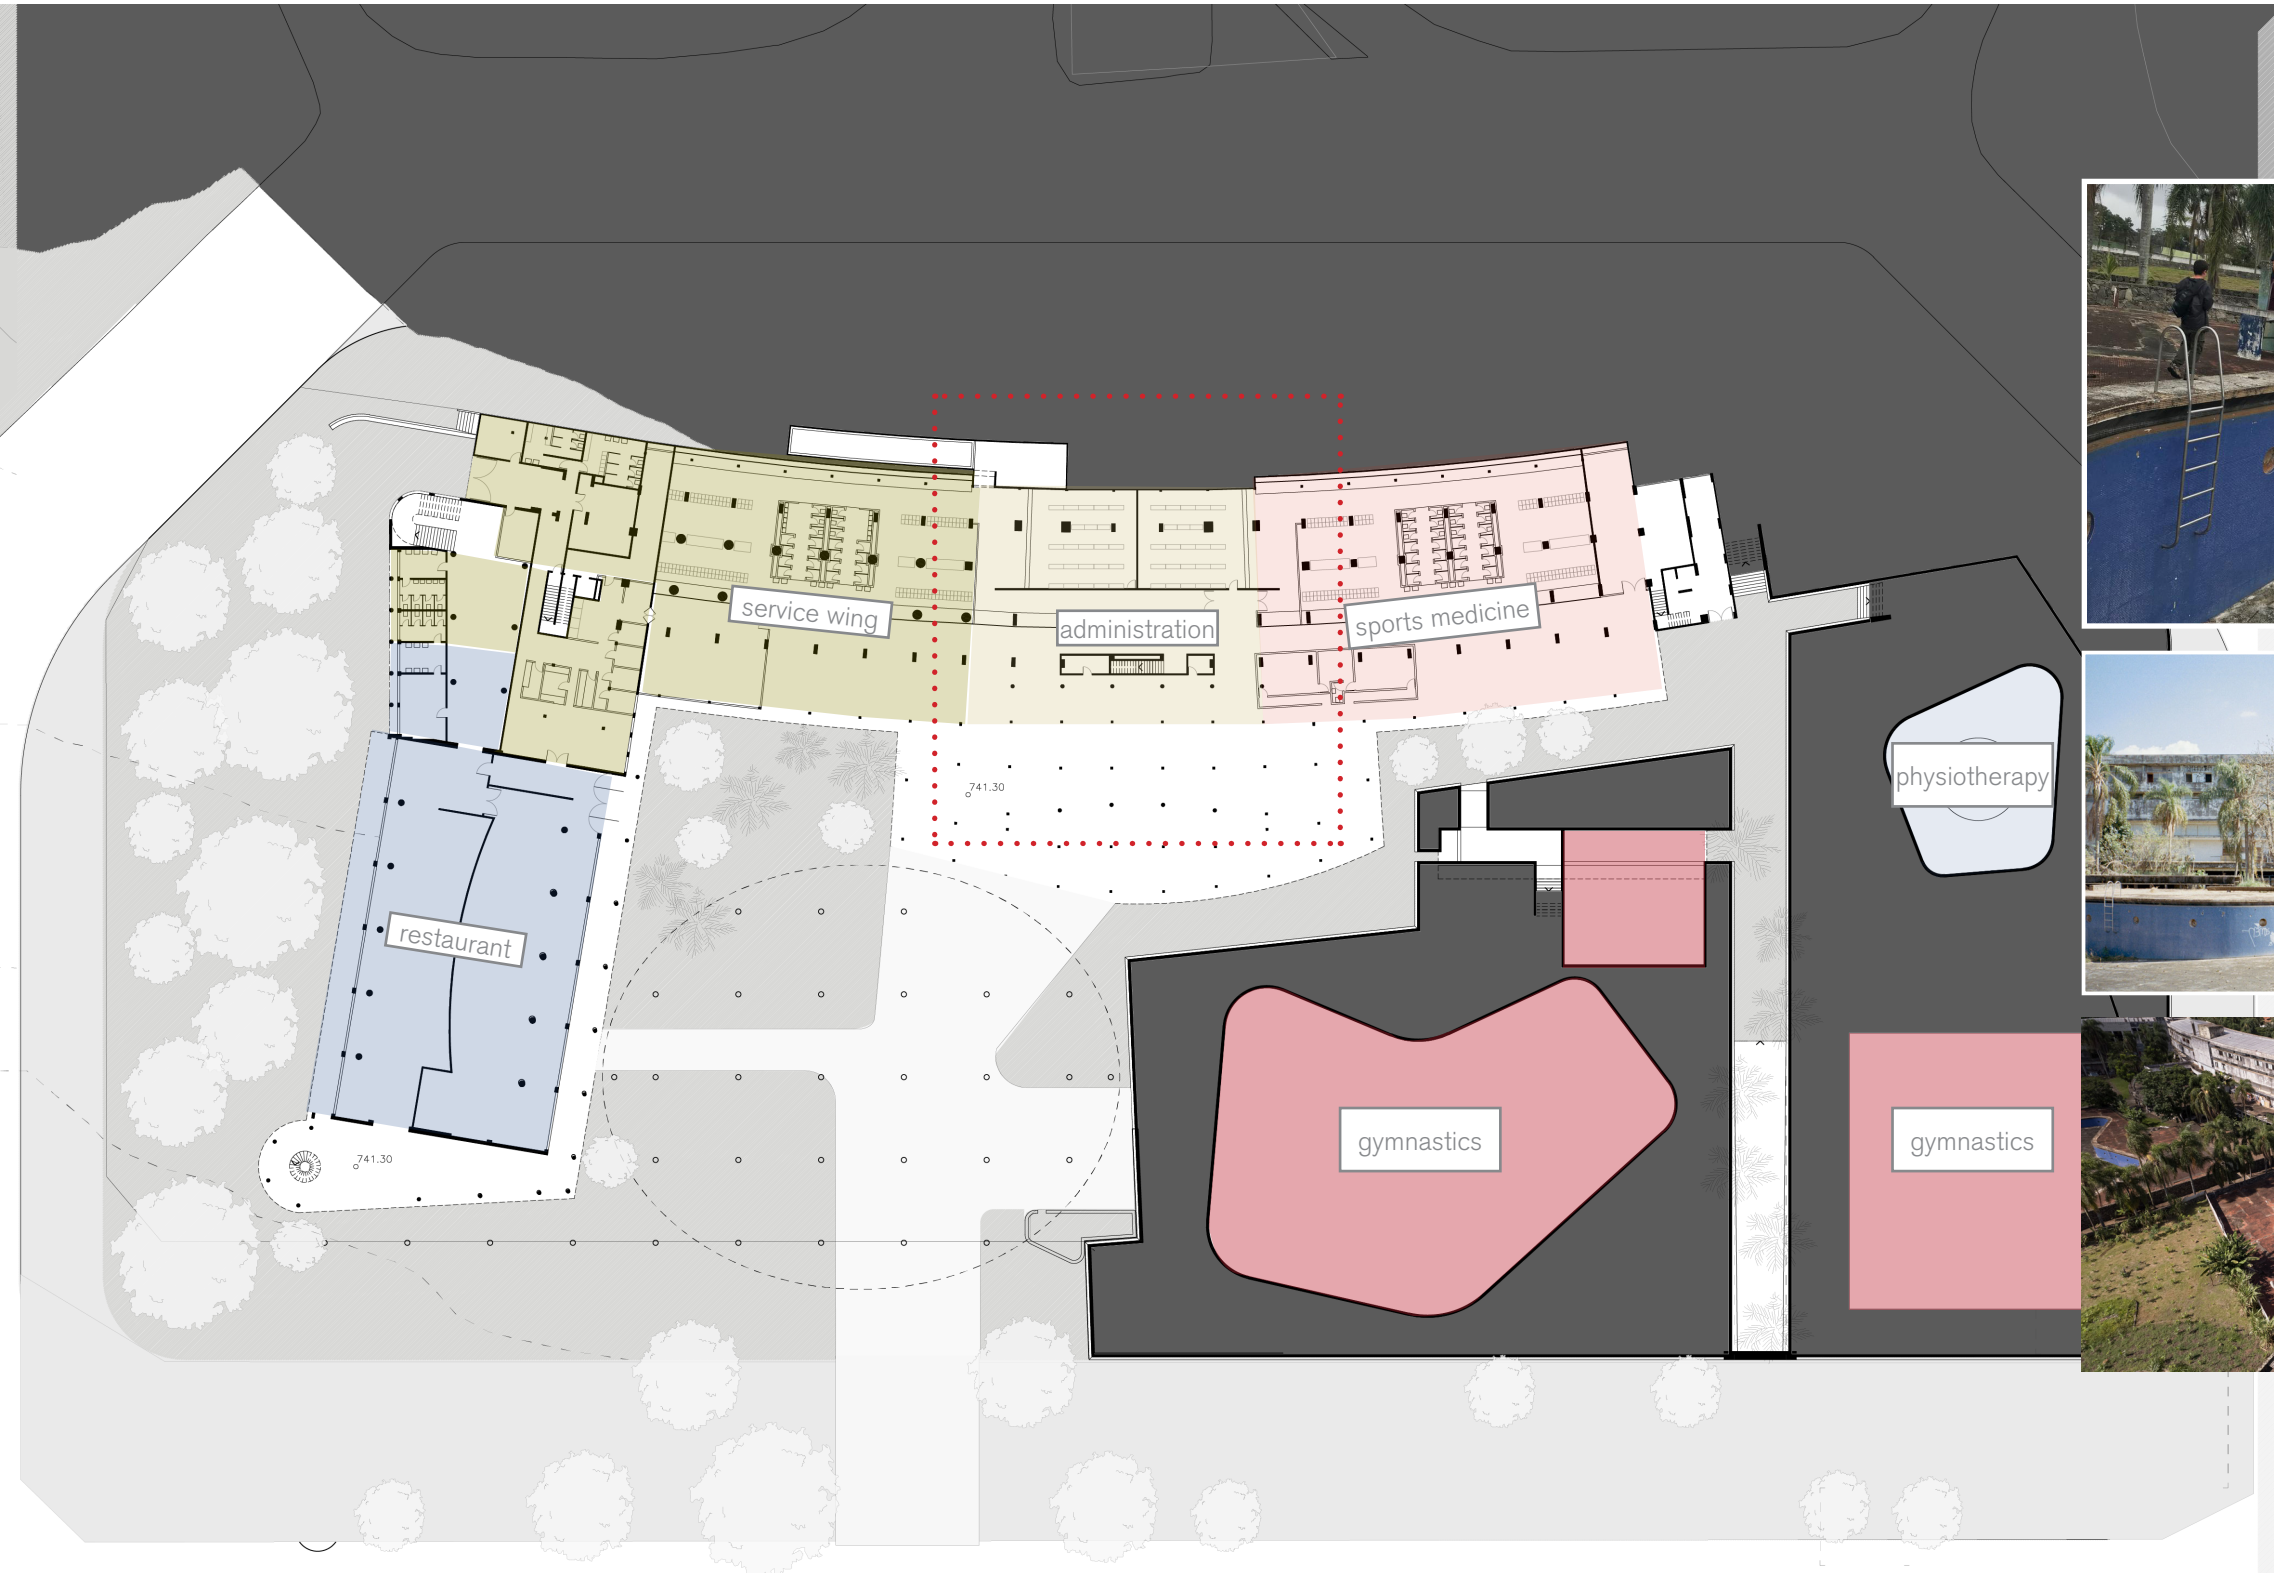 service wing
administration
sports medicine
physiotherapy
741.30
restaurant
gymnastics
gymnastics
741.30